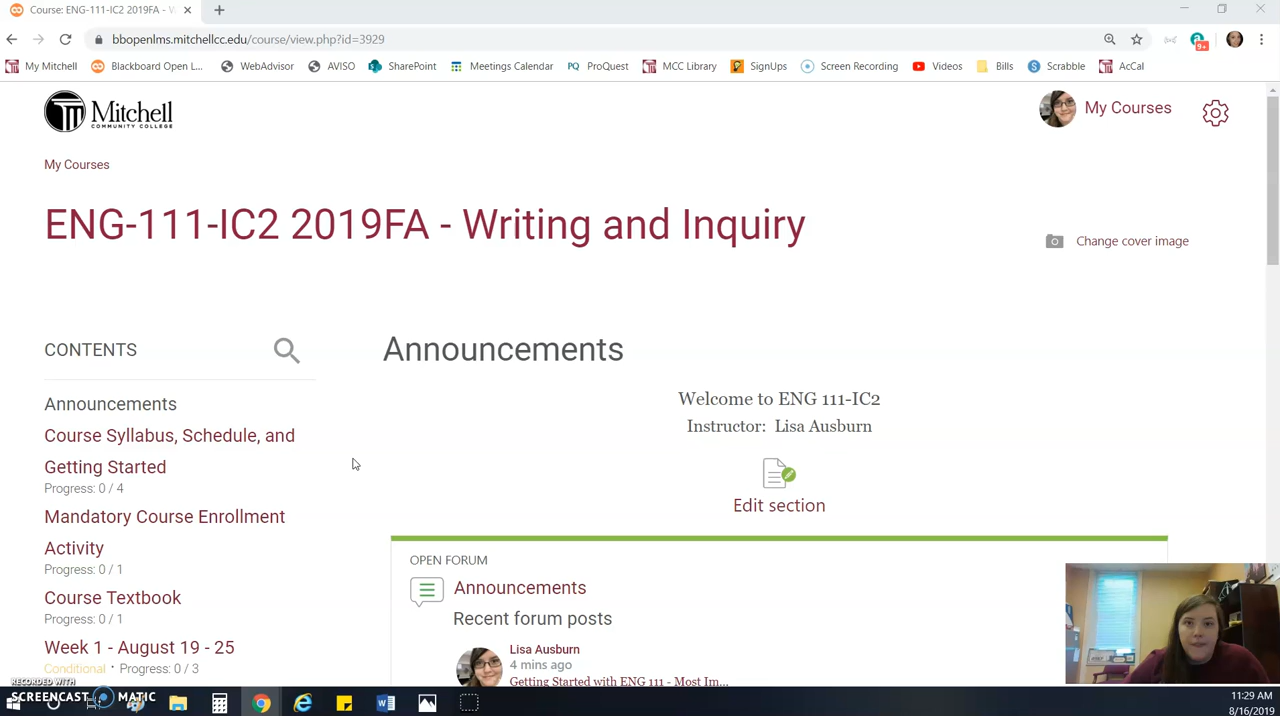 Course: ENG-111-IC2 2019FA - W
bbopenlms.mitchellcc.edu/course/view.php?id=3929
My Mitchell
Blackboard Open L...
WebAdvisor
AVISO
SharePoint
Meetings Calendar
PQ ProQuest
MCC Library
SignUps
Screen Recording
Videos
Bills
Scrabble
AcCal
9+
Mitchell
COMMUNITY COLLEGE
My Courses
My Courses
ENG-111-IC2 2019FA - Writing and Inquiry
Change cover image
CONTENTS
Announcements
Course Syllabus, Schedule, and
Getting Started
Progress: 0 / 4
Mandatory Course Enrollment
Activity
Progress: 0 / 1
Course Textbook
Progress: 0 / 1
Week 1 - August 19 - 25
Conditional · Progress: 0 / 3
Announcements
Welcome to ENG 111-IC2
Instructor: Lisa Ausburn
Edit section
OPEN FORUM
Announcements
Recent forum posts
Lisa Ausburn
4 mins ago
Getting Started with ENG 111 - Most Im...
RECORDED WITH
SCREENCAST MATIC
11:29 AM
8/16/2019